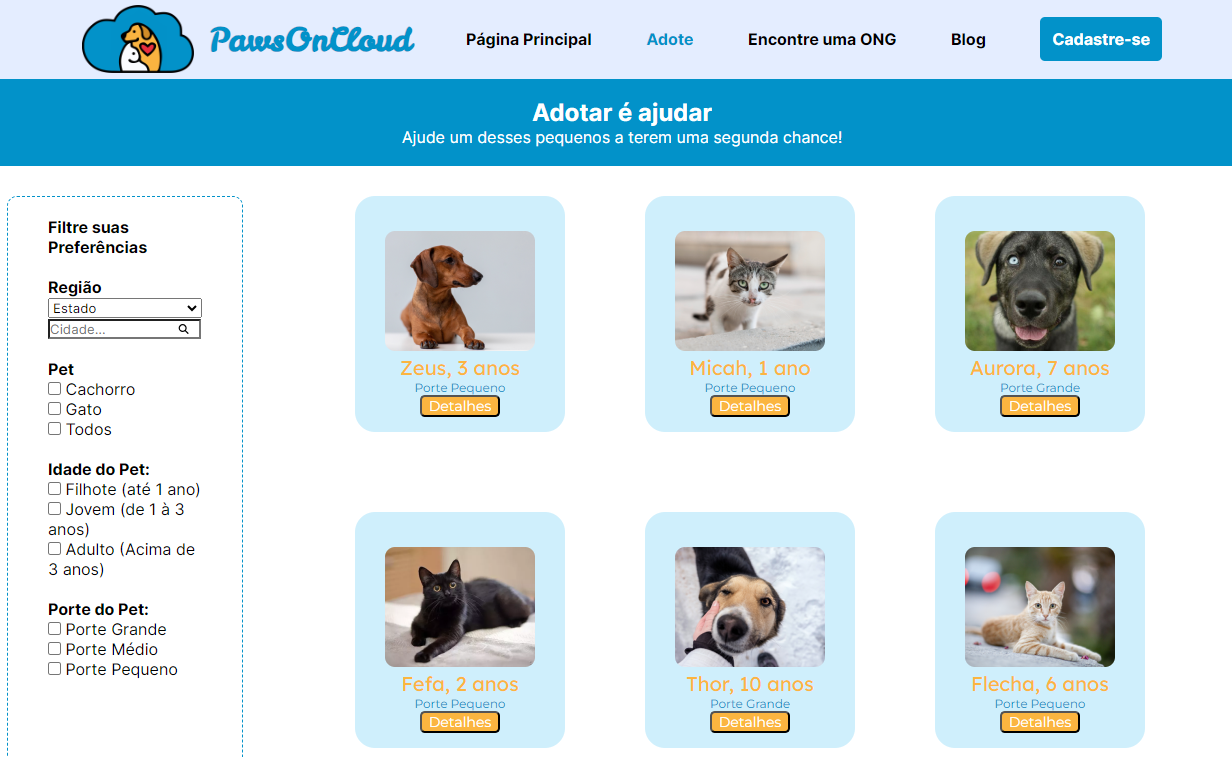 PawsOnCloud
Página Principal
Adote
Encontre uma ONG
Blog
Cadastre-se
Adotar é ajudar
Ajude um desses pequenos a terem uma segunda chance!
Filtre suas
Preferências
Região
Estado
Cidade...
Pet
Cachorro
Gato
Todos
Idade do Pet:
Filhote (até 1 ano)
Jovem (de 1 à 3
anos)
Adulto (Acima de
3 anos)
Porte do Pet:
Porte Grande
Porte Médio
Porte Pequeno
Zeus, 3 anos
Porte Pequeno
Detalhes
Micah, 1 ano
Porte Pequeno
Detalhes
Aurora, 7 anos
Porte Grande
Detalhes
Fefa, 2 anos
Porte Pequeno
Detalhes
Thor, 10 anos
Porte Grande
Detalhes
Flecha, 6 anos
Porte Pequeno
Detalhes